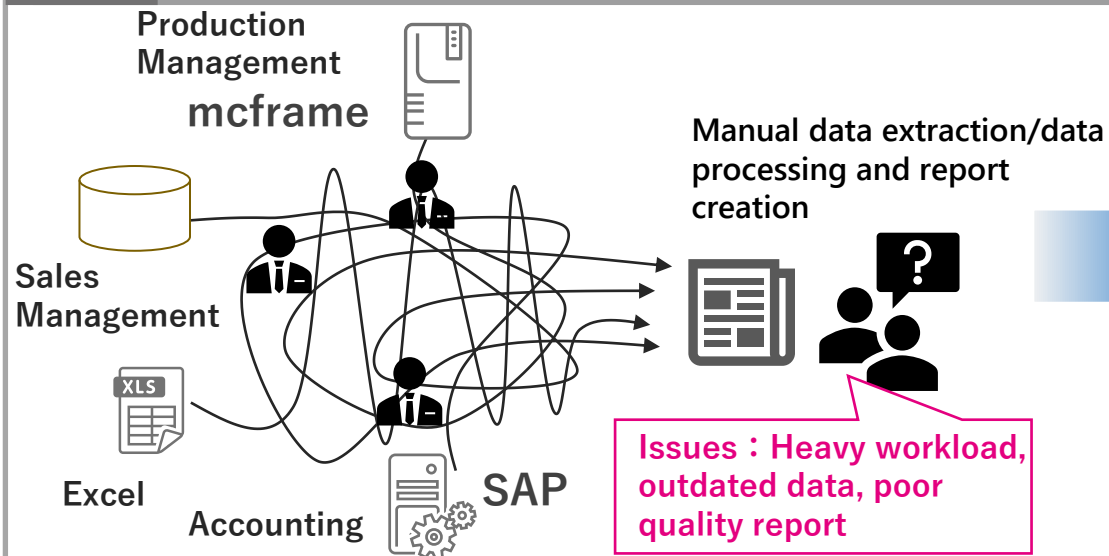 Production
Management
mcframe
Manual data extraction/data
processing and report
creation
?
Sales
Management
XLS
Issues：Heavy workload,
outdated data, poor
quality report
Excel
SAP
Accounting